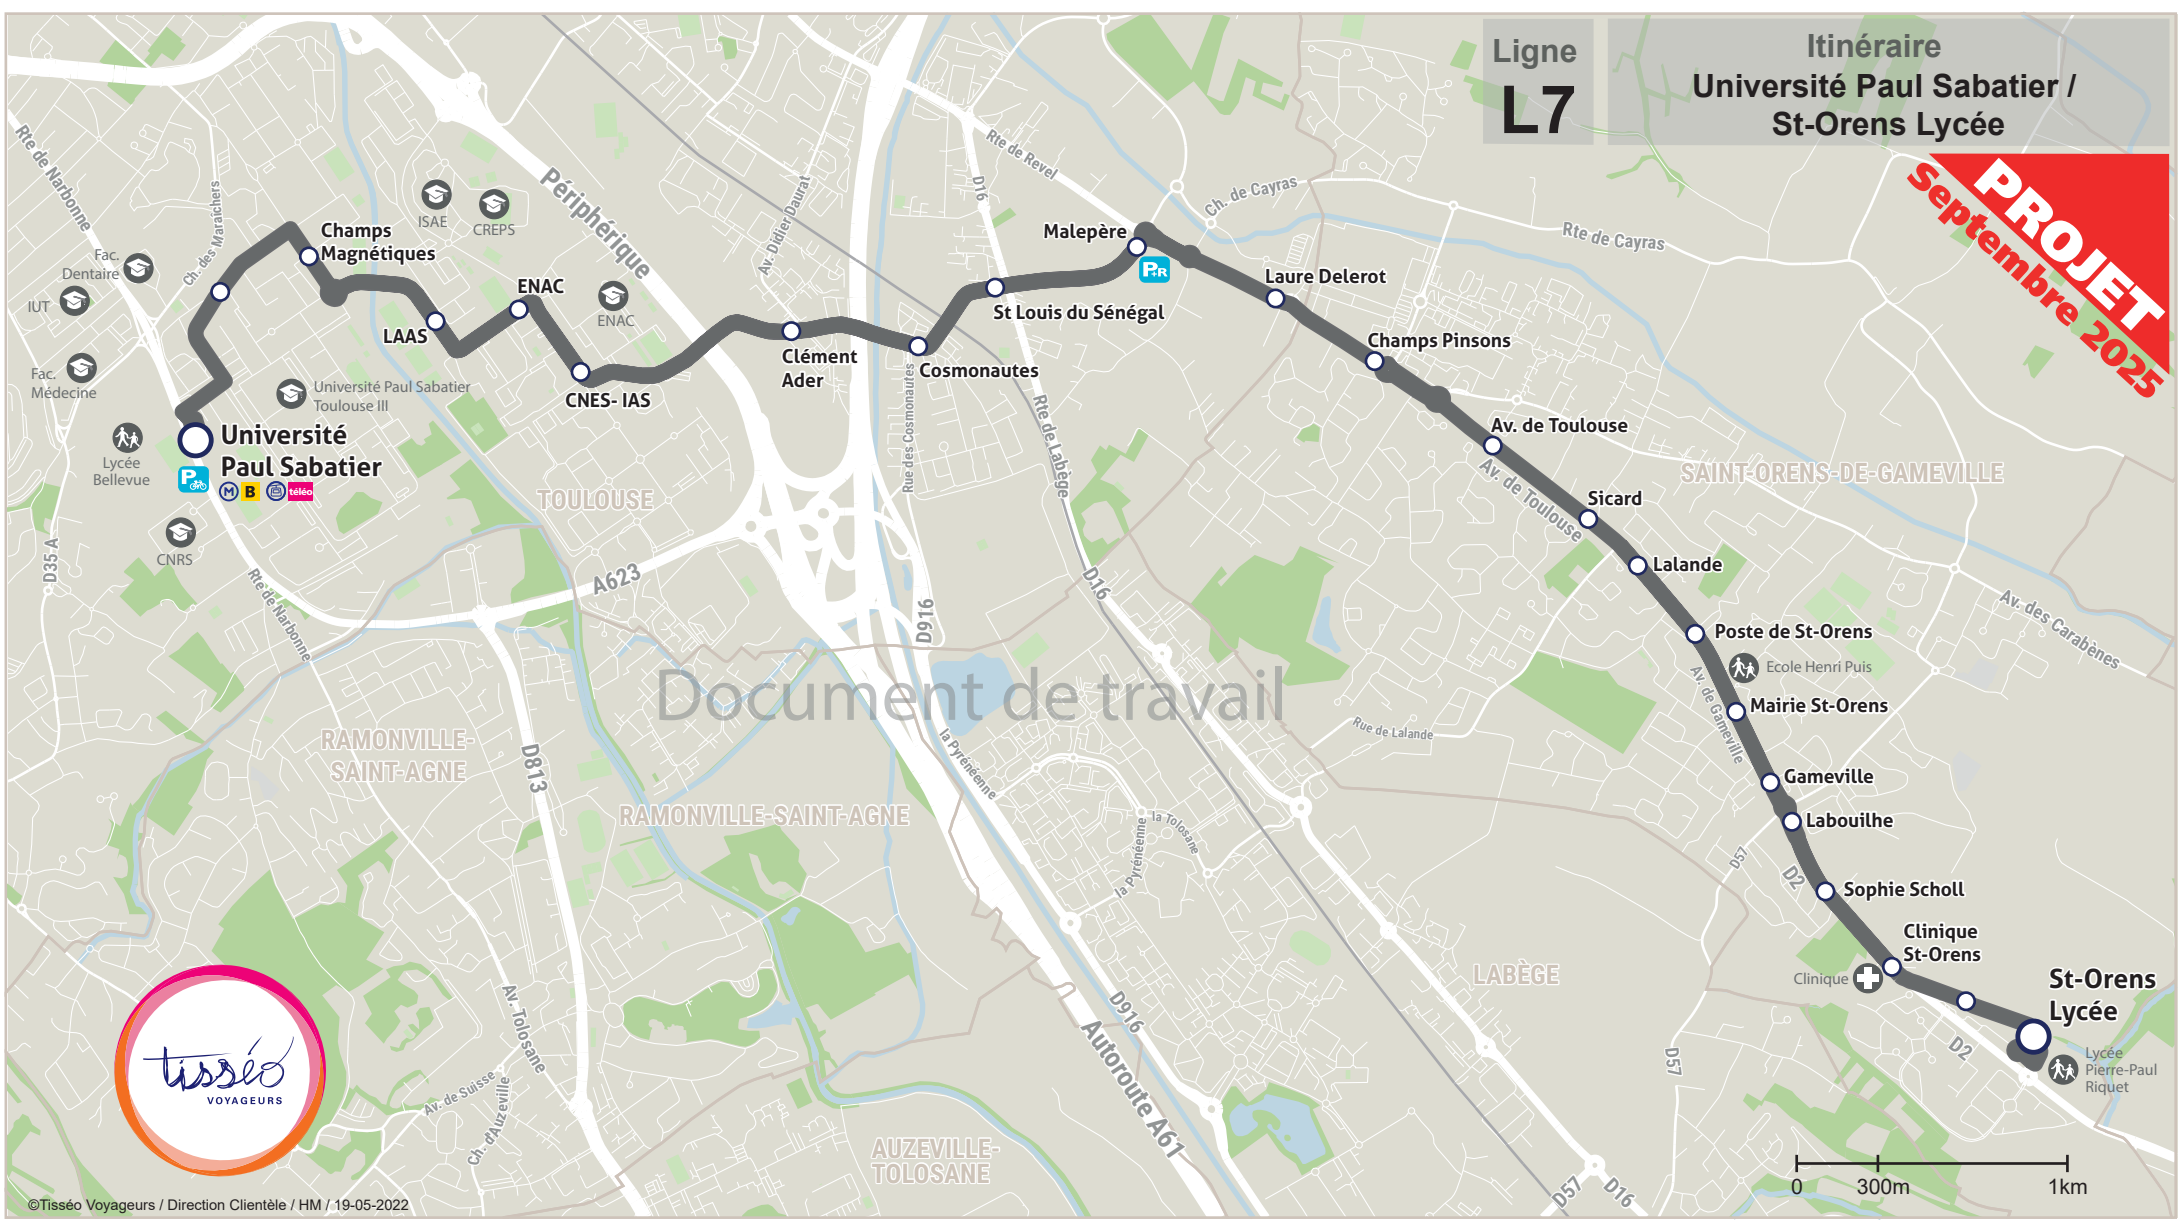 Ligne
L7
Itinéraire
Université Paul Sabatier /
St-Orens Lycée
PROJET
Septembre 2025
Rte de Narbonne
Ch. des Maraîchers
Fac.
Dentaire
IUT
Fac.
Médecine
Lycée
Bellevue
CNRS
D35 A
Rte de Narbonne
Champs
Magnétiques
ISAE
CREPS
Périphérique
LAAS
ENAC
ENAC
CNES- IAS
Université Paul Sabatier
Toulouse III
Université
Paul Sabatier
P
M B téléo
TOULOUSE
A623
Av. Didier Daurat
Clément
Ader
Cosmonautes
Rue des Cosmonautes
D916
Rte de Revel
D16
St Louis du Sénégal
Malepère
P+R
Ch. de Cayras
Rte de Cayras
Rte de Labège
D16
Laure Delerot
Champs Pinsons
Av. de Toulouse
Av. de Toulouse
SAINT-ORENS-DE-GAMEVILLE
Sicard
Lalande
Poste de St-Orens
Ecole Henri Puis
Av. de Gameville
Mairie St-Orens
Av. des Carabènes
Gameville
Labouilhe
D57
D2
Sophie Scholl
Clinique
St-Orens
Clinique
St-Orens
Lycée
Lycée
Pierre-Paul
Riquet
D2
D57
Rue de Lalande
Document de travail
RAMONVILLE-
SAINT-AGNE
D813
RAMONVILLE-SAINT-AGNE
la Pyrénéenne
la Pyrénéenne
la Tolosane
LABÈGE
D916
Autoroute A61
Av. Tolosane
Av. de Suisse
Ch. d'Auzeville
AUZEVILLE-
TOLOSANE
D57
D16
tisséo
VOYAGEURS
0 300m 1km
©Tisséo Voyageurs / Direction Clientèle / HM / 19-05-2022